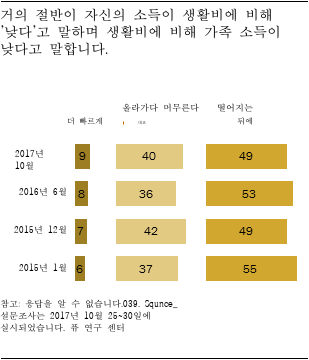 거의 절반이 자신의 소득이 생활비에 비해
'낮다'고 말하며 생활비에 비해 가족 소득이
낮다고 말합니다.
올라가다 머무른다 떨어지는
더 빠르게 뒤에
2017년
10월
9 40 49
2016년 6월
8 36 53
2015년 12월
7 42 49
2015년 1월
6 37 55
참고: 응답을 알 수 없습니다.039. Squnce_
설문조사는 2017년 10월 25~30일에
실시되었습니다. 퓨 연구 센터